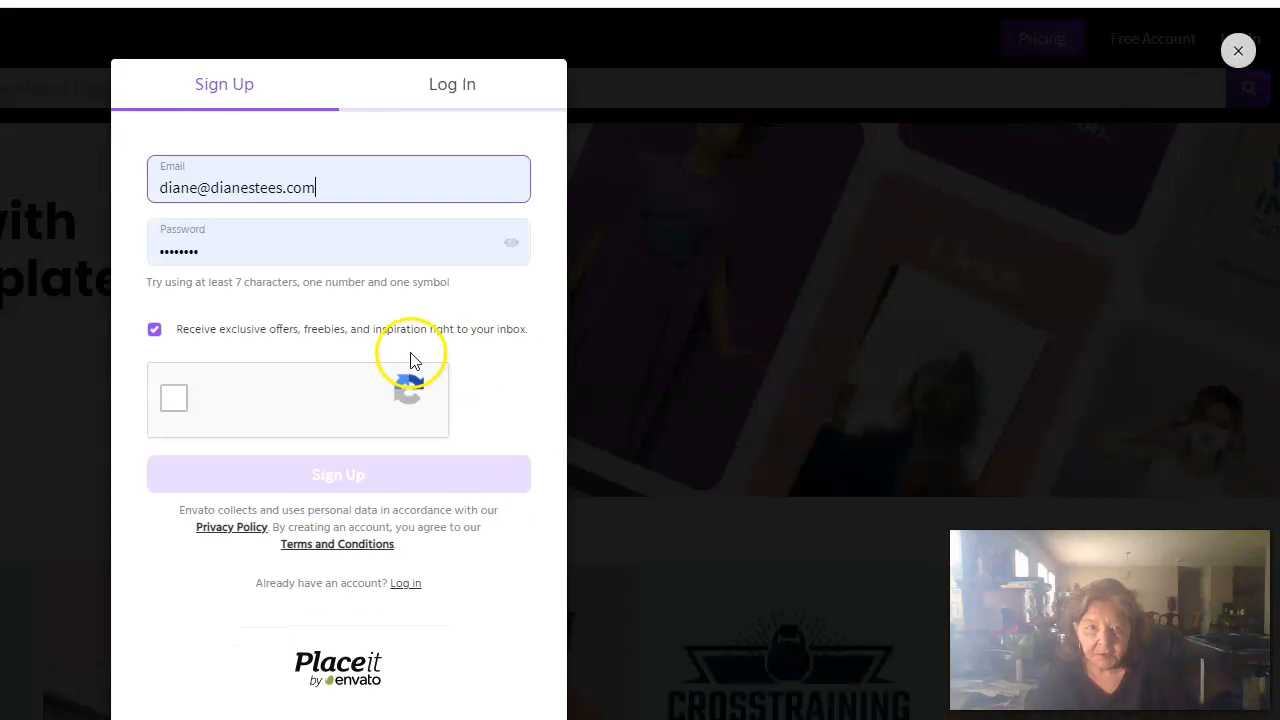 Pricing
Free Account
Sign Up
Log In
Email
diane@dianestees.com
Password
••••••••
Try using at least 7 characters, one number and one symbol
Receive exclusive offers, freebies, and inspiration right to your inbox.
Sign Up
Envato collects and uses personal data in accordance with our
Privacy Policy. By creating an account, you agree to our
Terms and Conditions.
Already have an account? Log in
Placeit
by envato
with
plate
CROSSTRAINING